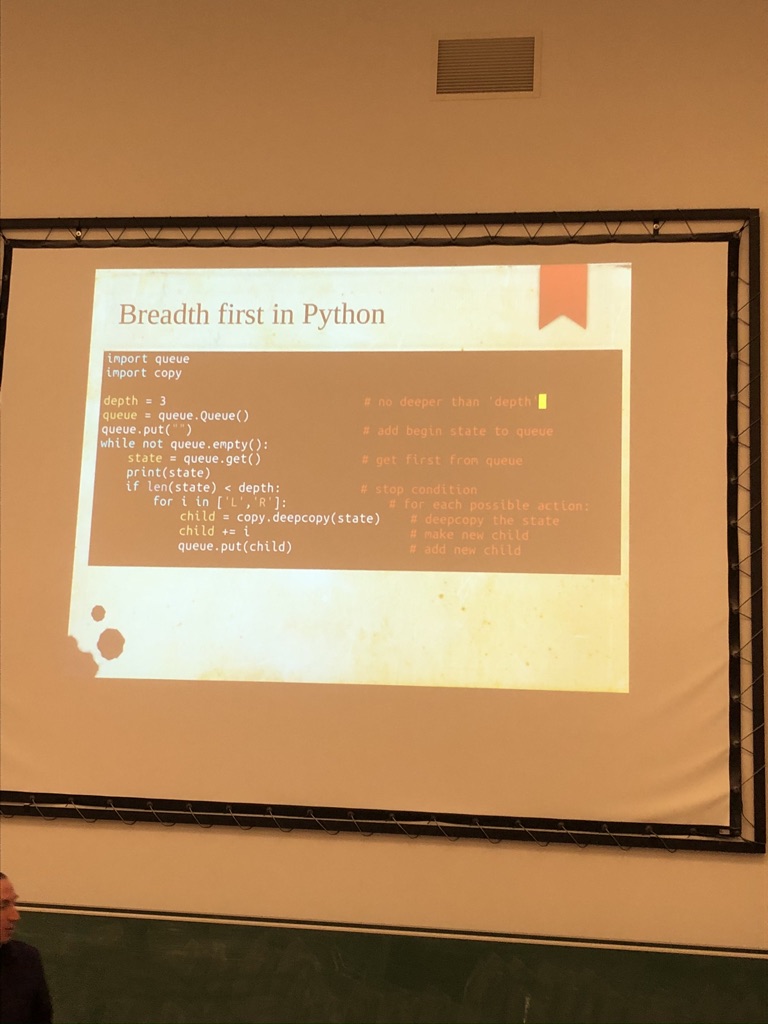 Breadth first in Python
import queue
import copy
depth = 3 # no deeper than 'depth'
queue = queue.Queue()
queue.put("") # add begin state to queue
while not queue.empty():
state = queue.get() # get first from queue
print(state)
if len(state) < depth: # stop condition
for i in ['L','R']: # for each possible action:
child = copy.deepcopy(state) # deepcopy the state
child += i # make new child
queue.put(child) # add new child